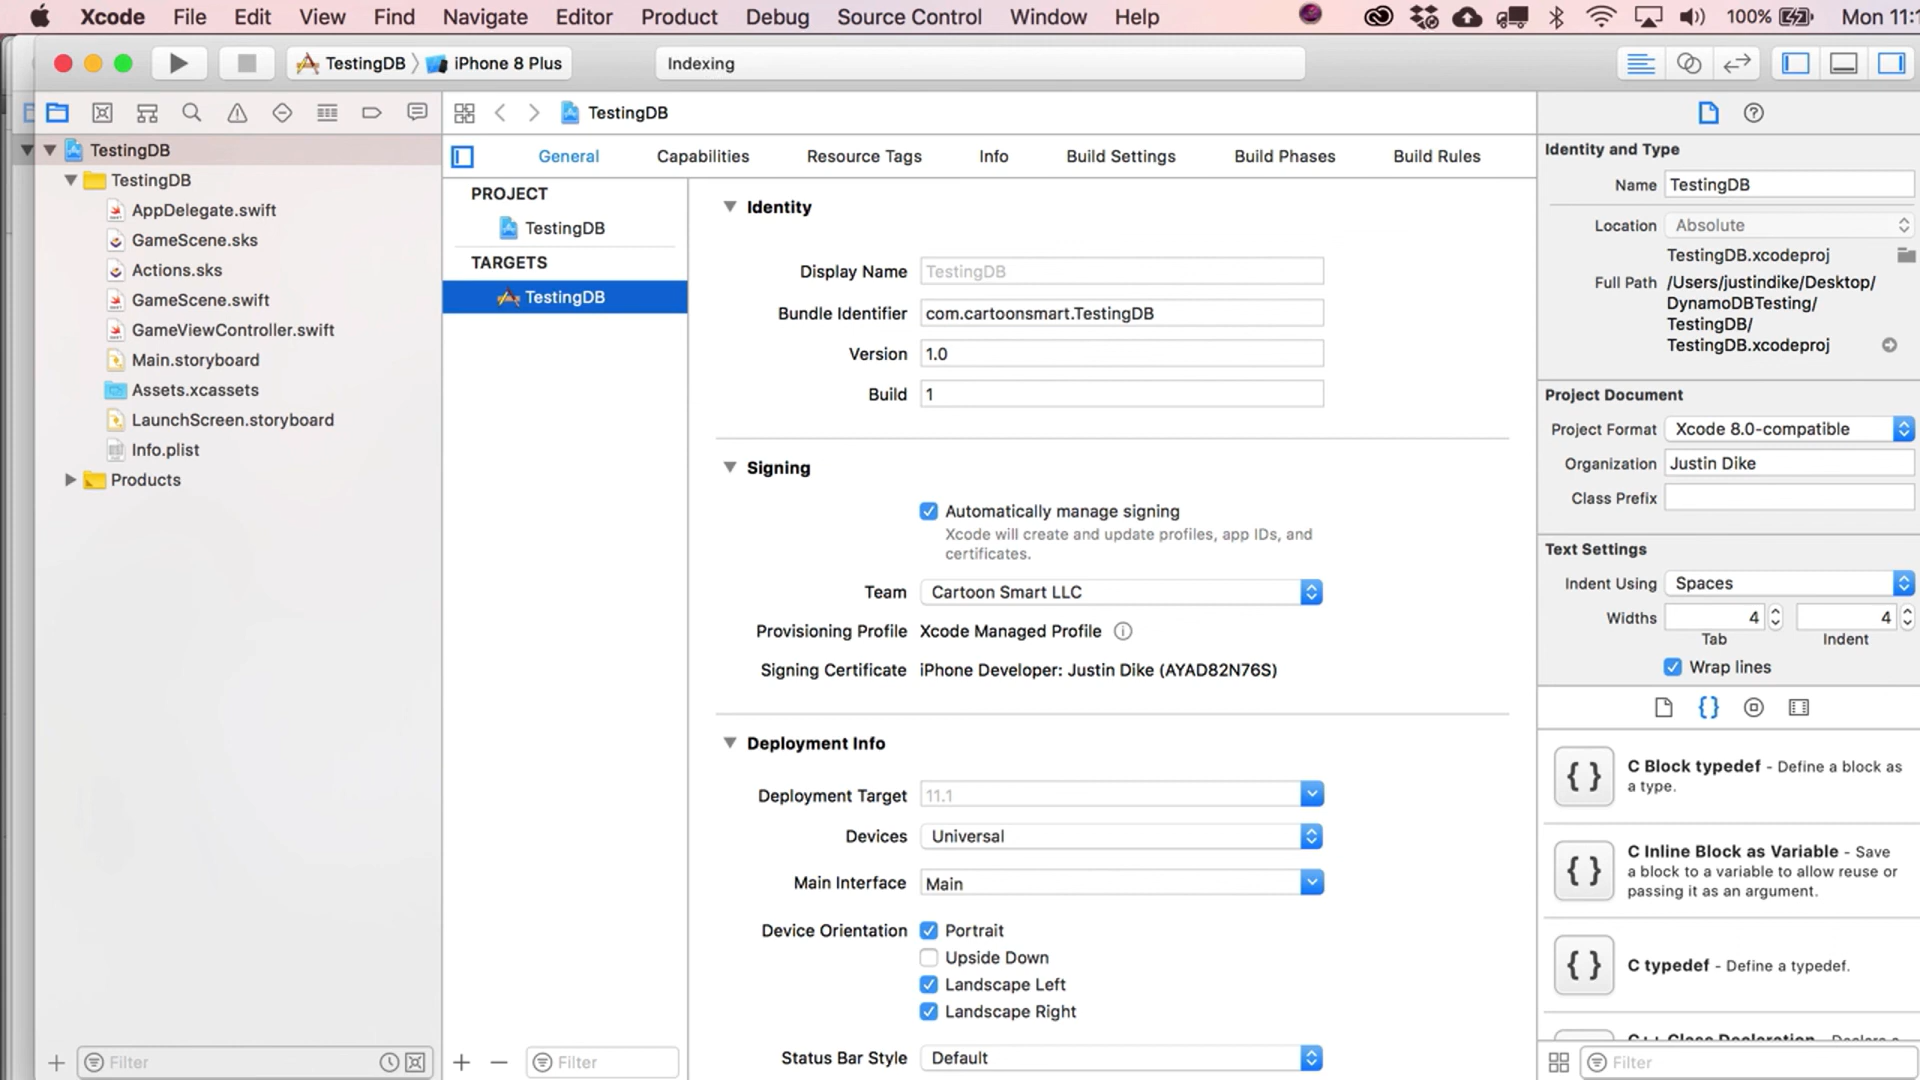 Xcode File Edit View Find Navigate Editor Product Debug Source Control Window Help 100% Mon 11:1
TestingDB iPhone 8 Plus Indexing
TestingDB
TestingDB
General Capabilities Resource Tags Info Build Settings Build Phases Build Rules
TestingDB
AppDelegate.swift
GameScene.sks
Actions.sks
GameScene.swift
GameViewController.swift
Main.storyboard
Assets.xcassets
LaunchScreen.storyboard
Info.plist
Products
Filter
PROJECT
TestingDB
TARGETS
TestingDB
Filter
Identity
Display Name TestingDB
Bundle Identifier com.cartoonsmart.TestingDB
Version 1.0
Build 1
Signing
Automatically manage signing
Xcode will create and update profiles, app IDs, and
certificates.
Team Cartoon Smart LLC
Provisioning Profile Xcode Managed Profile
Signing Certificate iPhone Developer: Justin Dike (AYAD82N76S)
Deployment Info
Deployment Target 11.1
Devices Universal
Main Interface Main
Device Orientation Portrait
Upside Down
Landscape Left
Landscape Right
Status Bar Style Default
Identity and Type
Name TestingDB
Location Absolute
TestingDB.xcodeproj
Full Path /Users/justindike/Desktop/
DynamoDBTesting/
TestingDB/
TestingDB.xcodeproj
Project Document
Project Format Xcode 8.0-compatible
Organization Justin Dike
Class Prefix
Text Settings
Indent Using Spaces
Widths 4 4
Tab Indent
Wrap lines
{ } C Block typedef - Define a block as
a type.
{ } C Inline Block as Variable - Save
a block to a variable to allow reuse or
passing it as an argument.
{ } C typedef - Define a typedef.
C++ Class Declaration
Filter